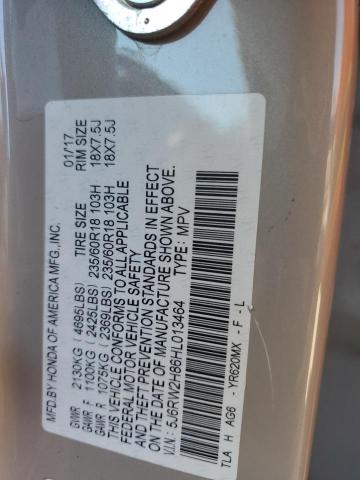 MFD.BY HONDA OF AMERICA MFG.,INC. 01/17
TIRE SIZE RIM SIZE
GVWR 2130KG (4695LBS)
GAWR F 1100KG (2425LBS) 235/60R18 103H 18X7.5J
GAWR R 1075KG (2369LBS) 235/60R18 103H 18X7.5J
THIS VEHICLE CONFORMS TO ALL APPLICABLE
FEDERAL MOTOR VEHICLE SAFETY
AND THEFT PREVENTION STANDARDS IN EFFECT
ON THE DATE OF MANUFACTURE SHOWN ABOVE.
V.I.N.: 5J6RW2H86HL013464 TYPE: MPV
TLA H AG6 - YR620MX - F - L